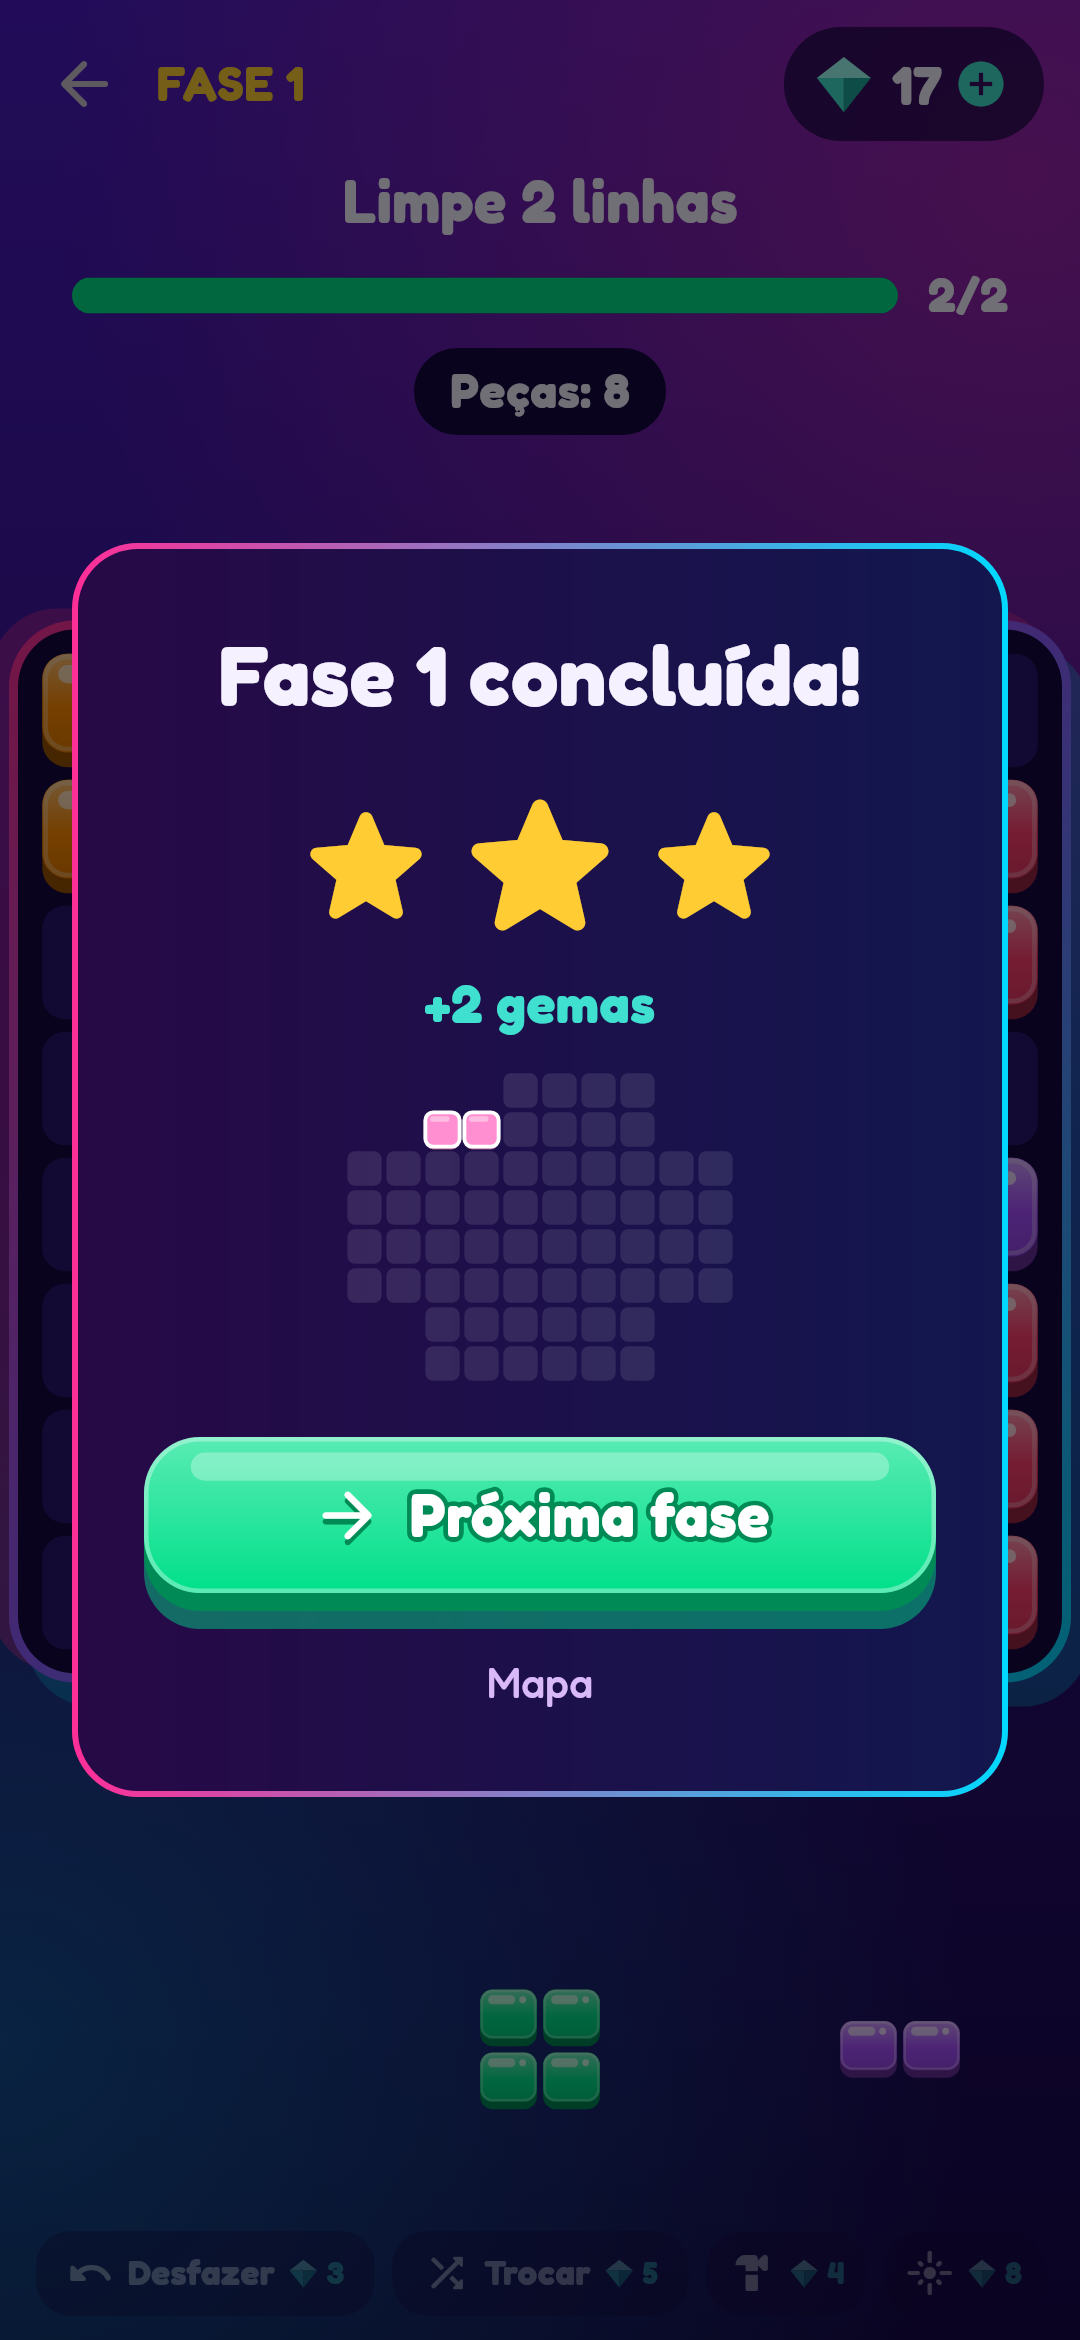 FASE 1
17
Limpe 2 linhas
2/2
Peças: 8
Fase 1 concluída!
+2 gemas
Próxima fase
Mapa
Desfazer 3 Trocar 5 4 8